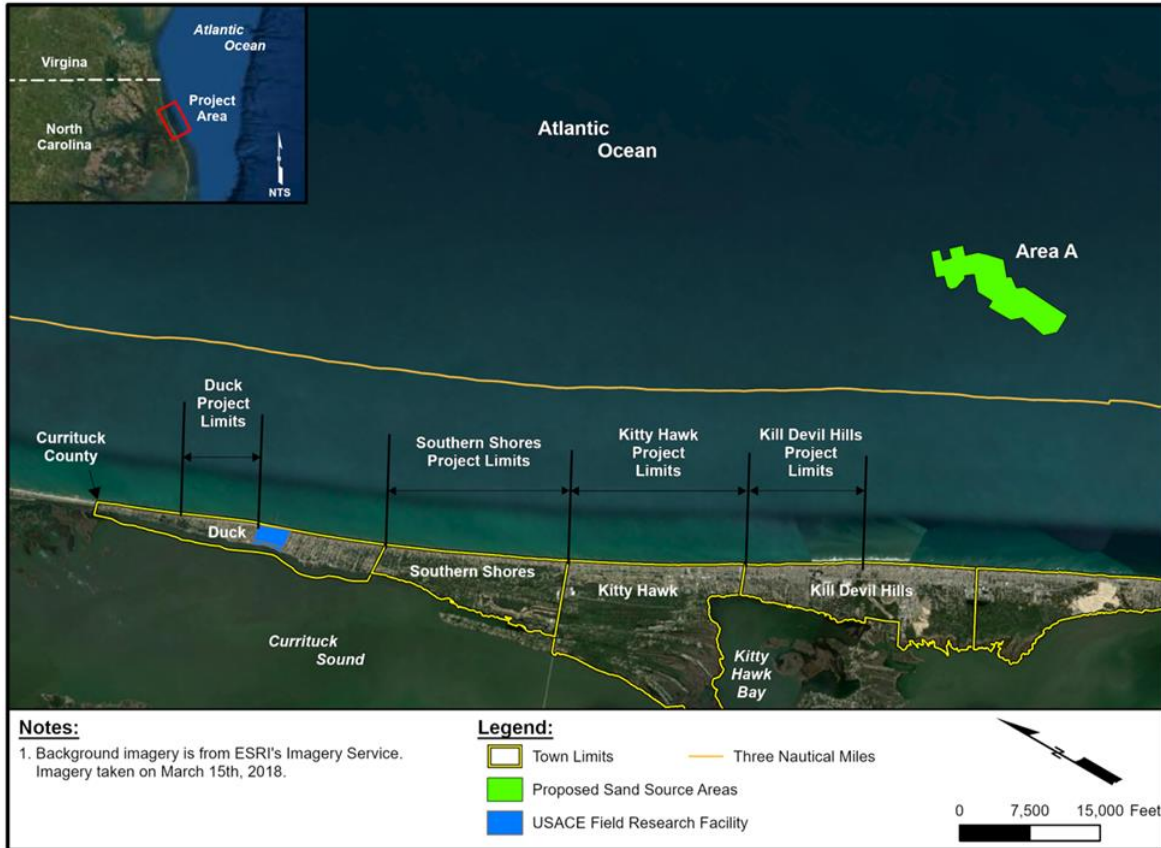 Atlantic
Ocean
Virgina
Project
Area
North
Carolina
NTS
Atlantic
Ocean
Area A
Duck
Project
Limits
Currituck
County
Southern Shores
Project Limits
Kitty Hawk
Project
Limits
Kill Devil Hills
Project
Limits
Duck
Southern Shores
Kitty Hawk
Kill Devil Hills
Currituck
Sound
Kitty
Hawk
Bay
Notes:
1. Background imagery is from ESRI's Imagery Service.
Imagery taken on March 15th, 2018.
Legend:
Town Limits
Three Nautical Miles
Proposed Sand Source Areas
USACE Field Research Facility
N
0 7,500 15,000 Feet